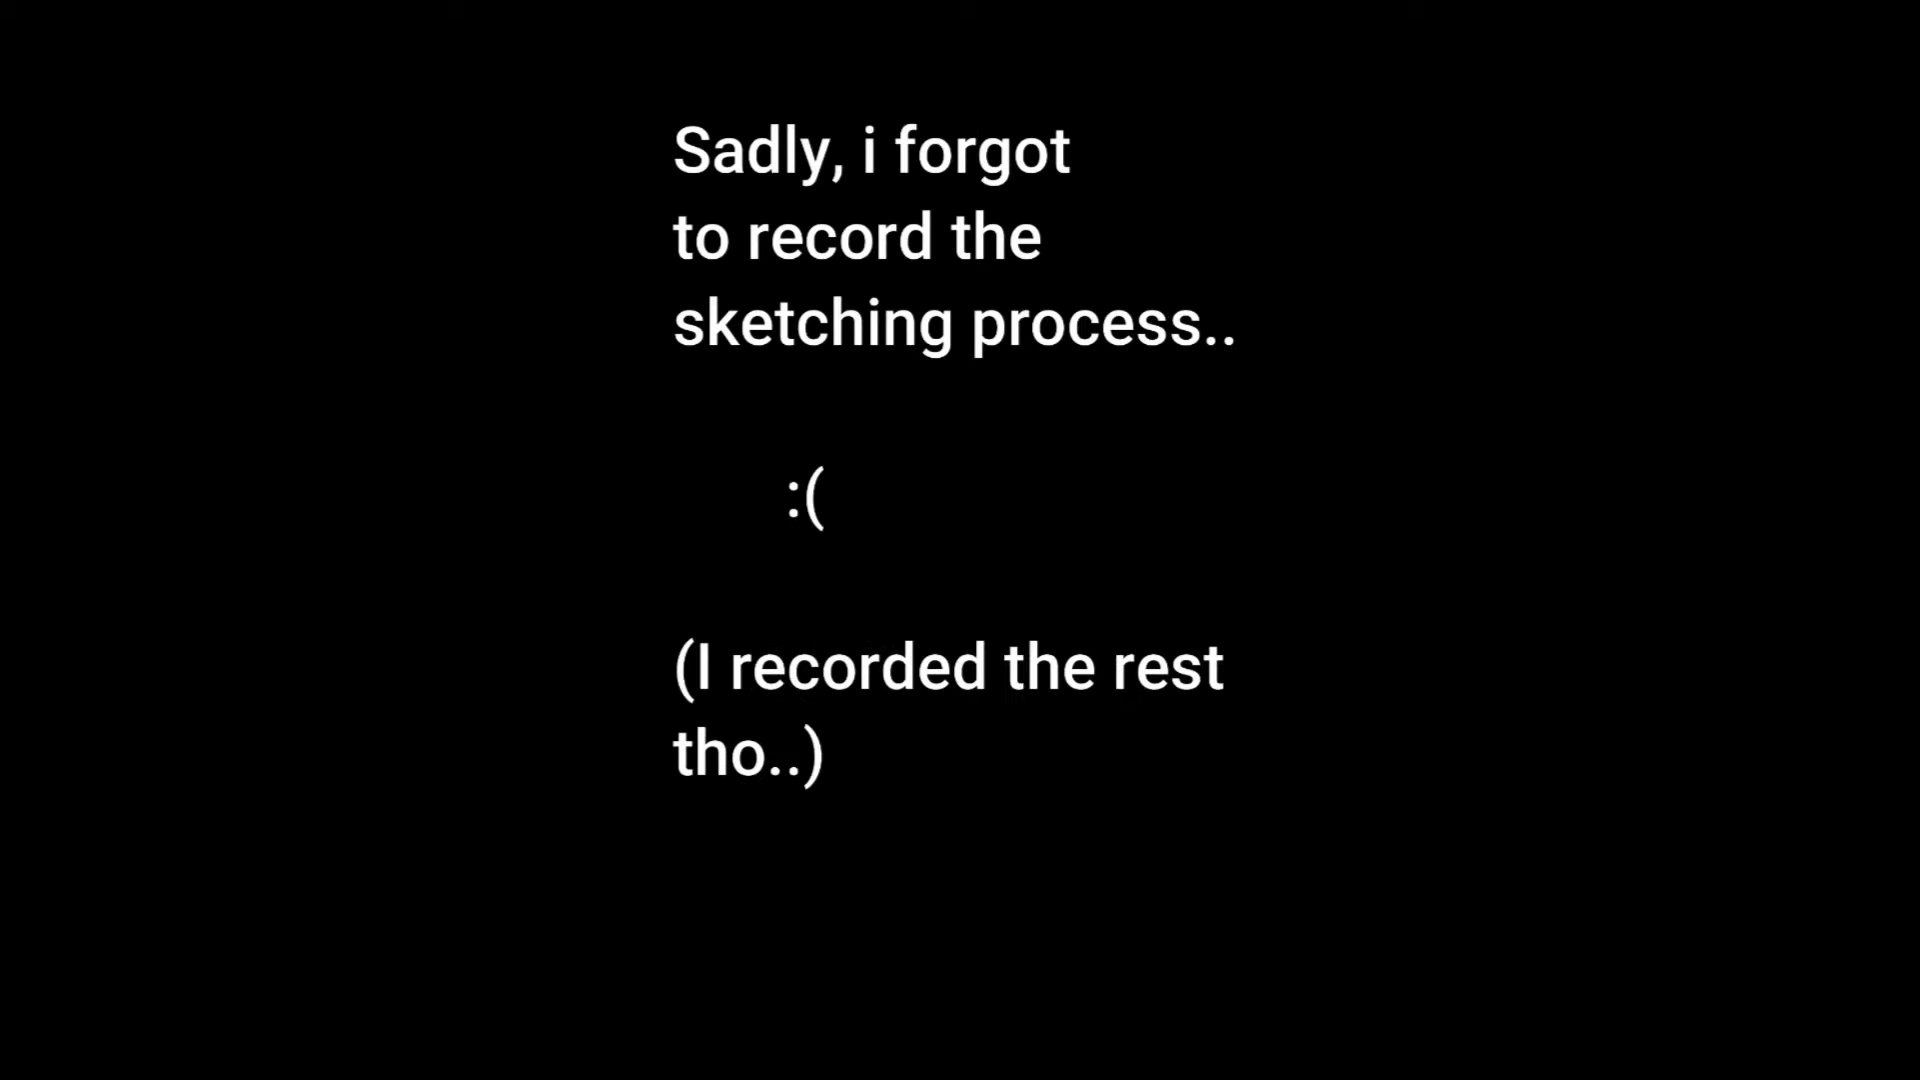 Sadly, i forgot
to record the
sketching process..
:(
(I recorded the rest
tho..)